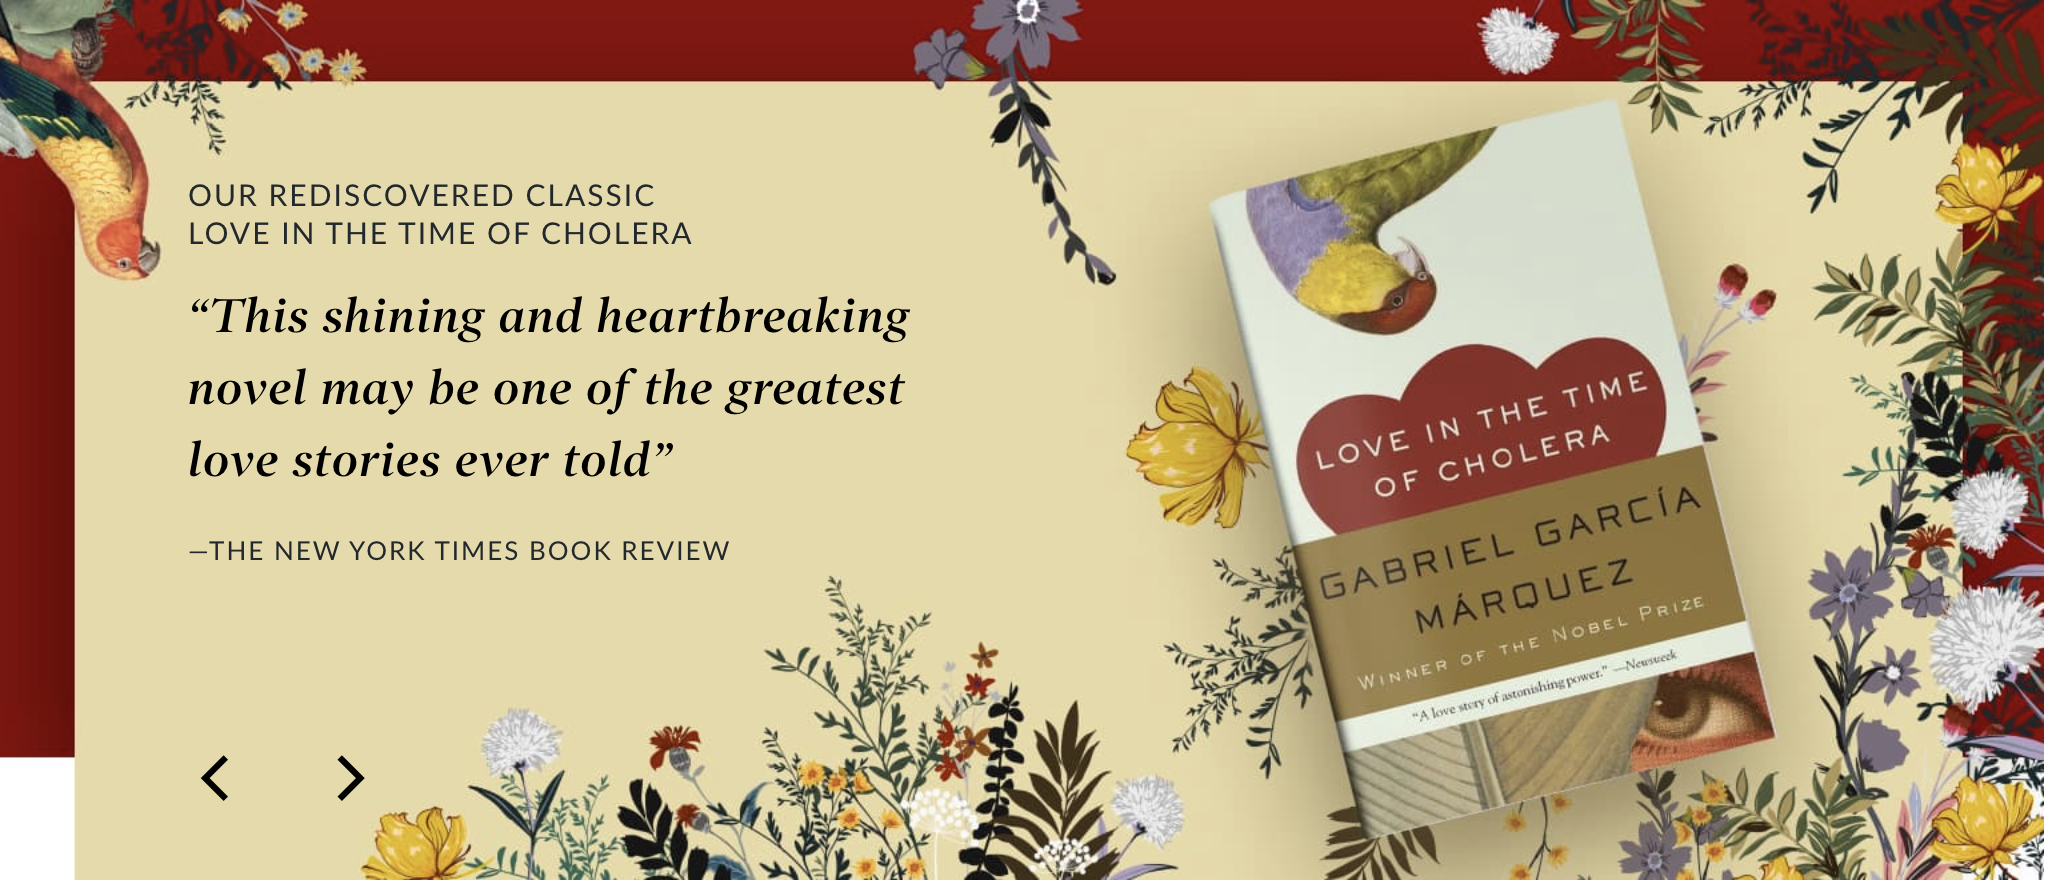 OUR REDISCOVERED CLASSIC
LOVE IN THE TIME OF CHOLERA
“This shining and heartbreaking
novel may be one of the greatest
love stories ever told”
—THE NEW YORK TIMES BOOK REVIEW
LOVE IN THE TIME
OF CHOLERA
GABRIEL GARCÍA
MÁRQUEZ
WINNER OF THE NOBEL PRIZE
“A love story of astonishing power.” —Newsweek